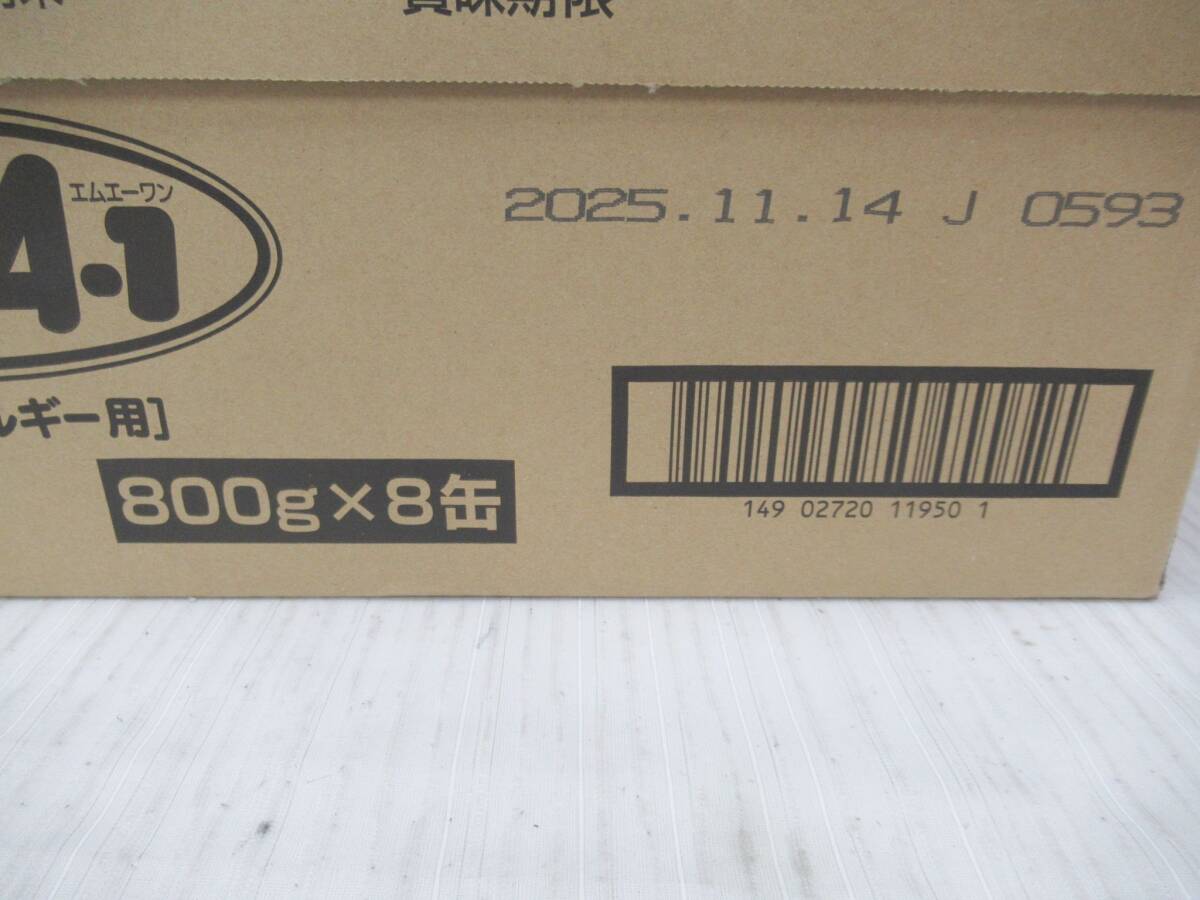 賞味期限
エムエーワン
A-1
2025.11.14 J 0593
ルギー用]
800g×8缶
149 02720 11950 1